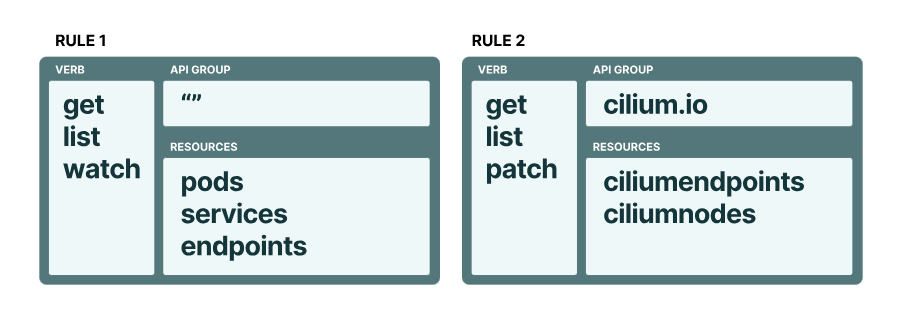 RULE 1
VERB
API GROUP
get
list
watch
“”
RESOURCES
pods
services
endpoints
RULE 2
VERB
API GROUP
get
list
patch
cilium.io
RESOURCES
ciliumendpoints
ciliumnodes